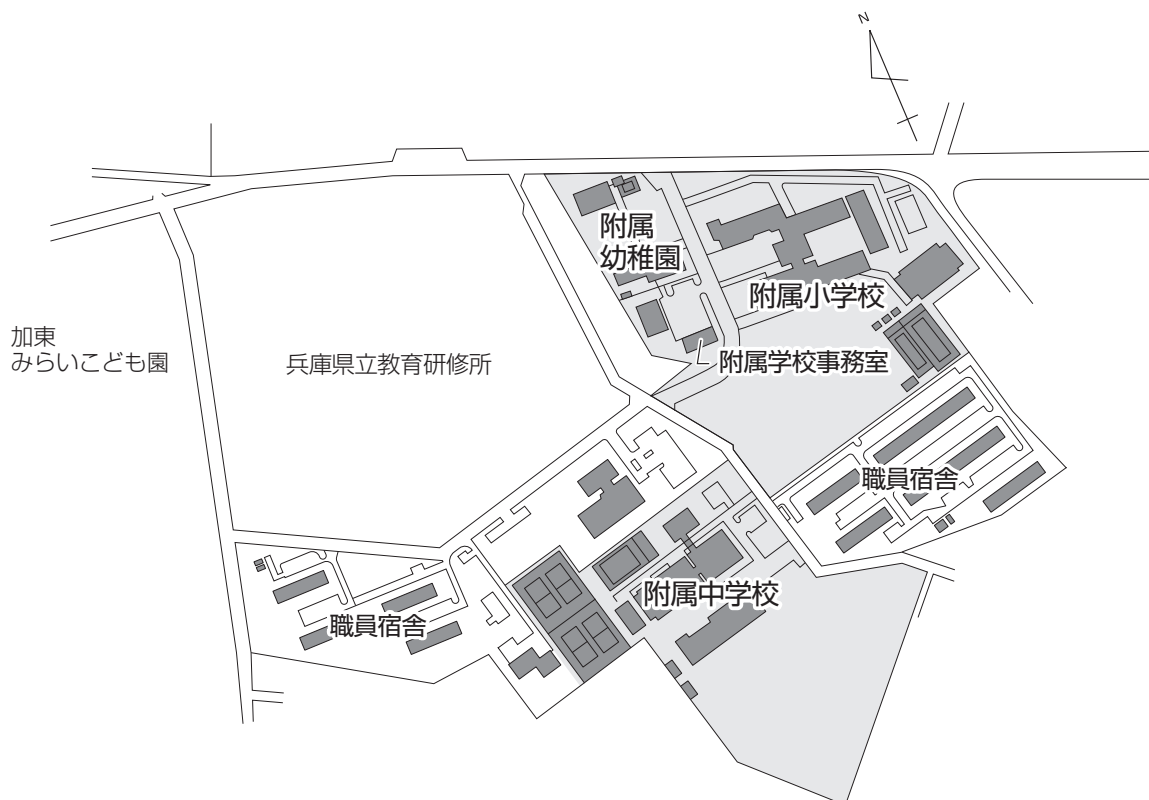 N
附属
幼稚園
附属小学校
加東
みらいこども園
兵庫県立教育研修所
附属学校事務室
職員宿舎
附属中学校
職員宿舎